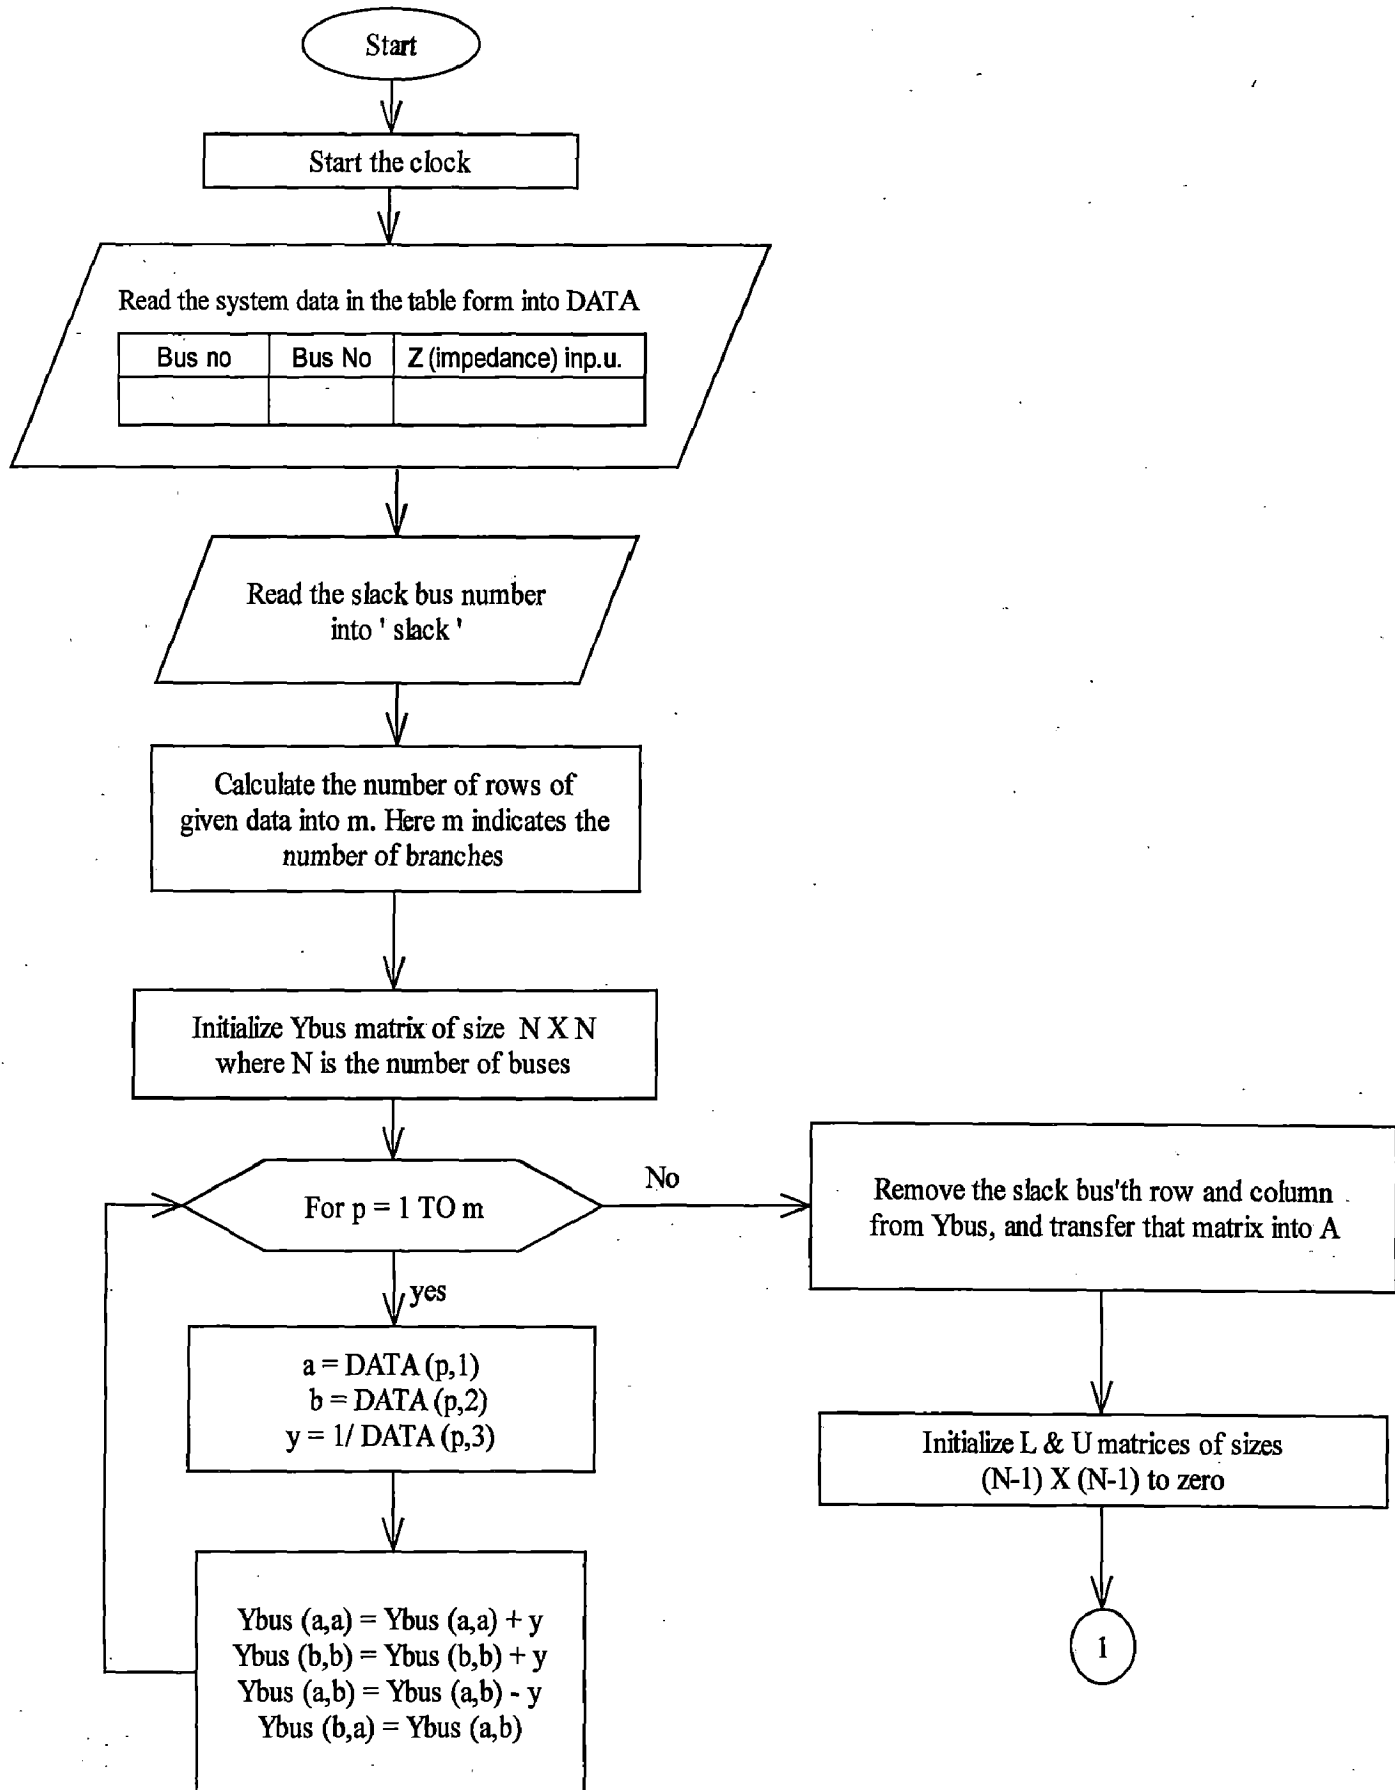 Start
Start the clock
Read the system data in the table form into DATA
Bus no Bus No Z (impedance) inp.u.
Read the slack bus number
into ' slack '
Calculate the number of rows of
given data into m. Here m indicates the
number of branches
Initialize Ybus matrix of size N X N
where N is the number of buses
For p = 1 TO m
No
yes
a = DATA (p,1)
b = DATA (p,2)
y = 1/ DATA (p,3)
Ybus (a,a) = Ybus (a,a) + y
Ybus (b,b) = Ybus (b,b) + y
Ybus (a,b) = Ybus (a,b) - y
Ybus (b,a) = Ybus (a,b)
Remove the slack bus'th row and column
from Ybus, and transfer that matrix into A
Initialize L & U matrices of sizes
(N-1) X (N-1) to zero
1